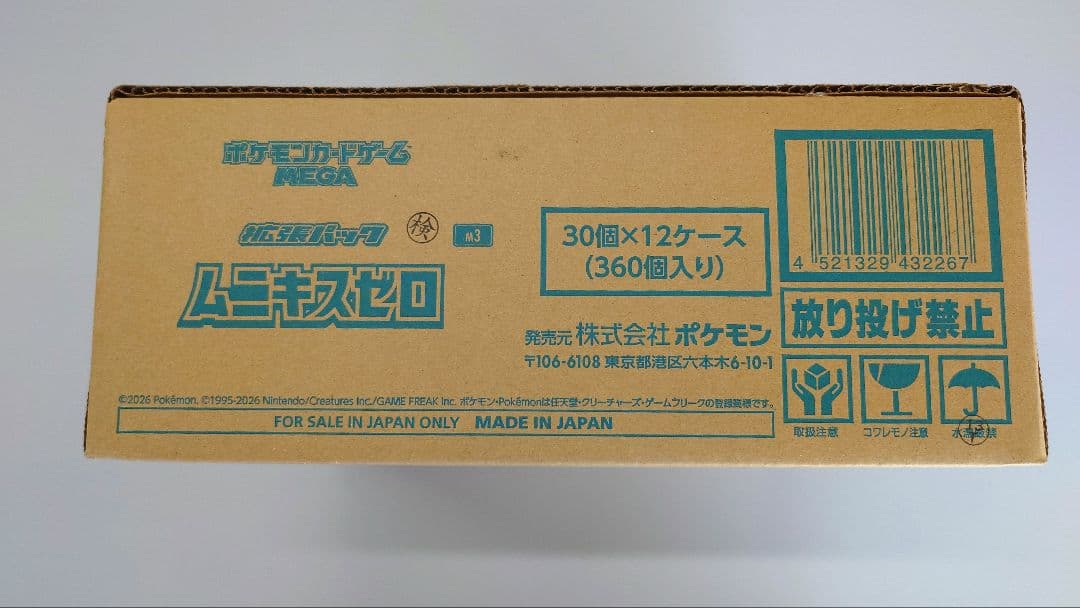 ポケモンカードゲーム
MEGA
拡張パック
検
M3
ムニキスゼロ
30個×12ケース
(360個入り)
4 521329 432267
発売元 株式会社 ポケモン
〒106-6108 東京都港区六本木6-10-1
放り投げ禁止
取扱注意
コワレモノ注意
水濡厳禁
©2026 Pokémon. ©1995-2026 Nintendo/Creatures Inc./GAME FREAK Inc. ポケモン・Pokémonは任天堂・クリーチャーズ・ゲームフリークの登録商標です。
FOR SALE IN JAPAN ONLY MADE IN JAPAN